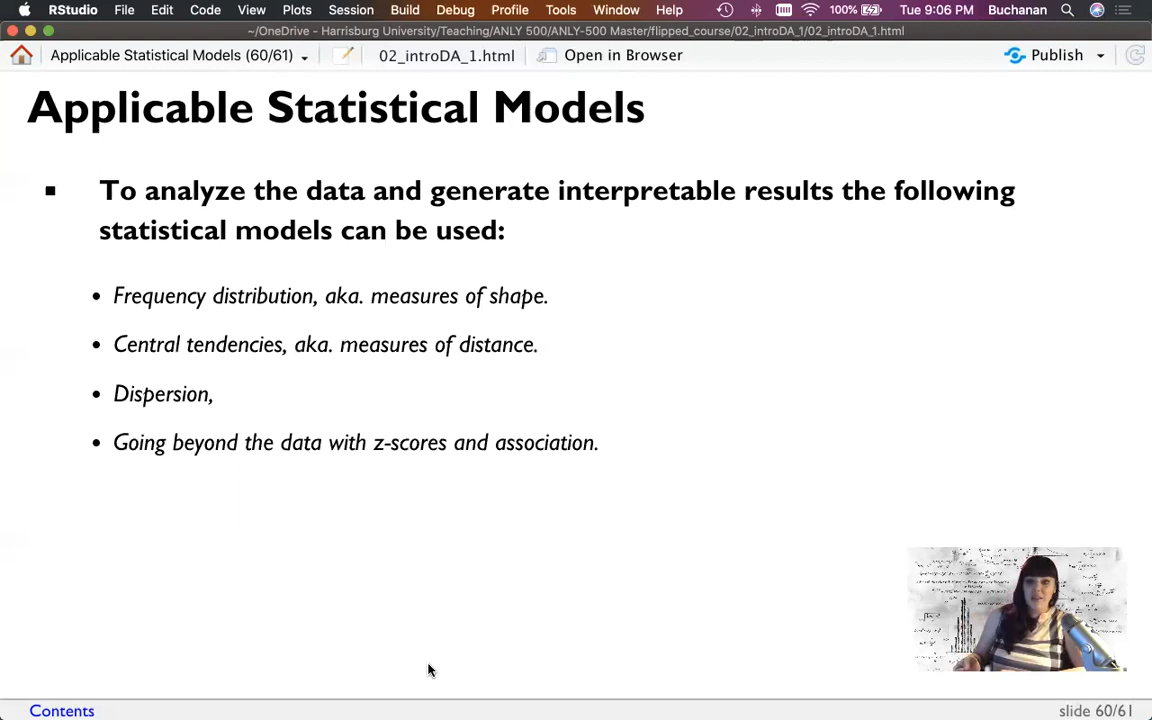 RStudio File Edit Code View Plots Session Build Debug Profile Tools Window Help 100% Tue 9:06 PM Buchanan
~/OneDrive - Harrisburg University/Teaching/ANLY 500/ANLY-500 Master/flipped_course/02_introDA_1/02_introDA_1.html
Applicable Statistical Models (60/61) 02_introDA_1.html Open in Browser Publish
Applicable Statistical Models
To analyze the data and generate interpretable results the following
statistical models can be used:
• Frequency distribution, aka. measures of shape.
• Central tendencies, aka. measures of distance.
• Dispersion,
• Going beyond the data with z-scores and association.
Contents slide 60/61